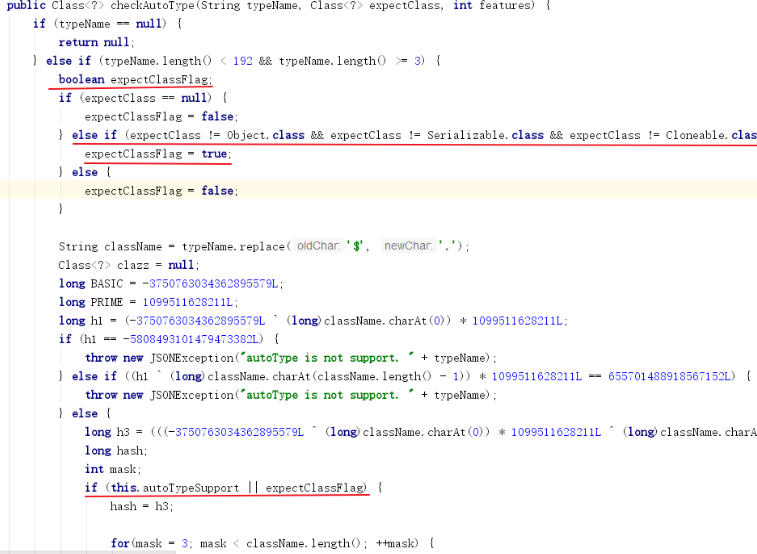 public Class<?> checkAutoType(String typeName, Class<?> expectClass, int features) {
if (typeName == null) {
return null;
} else if (typeName.length() < 192 && typeName.length() >= 3) {
boolean expectClassFlag;
if (expectClass == null) {
expectClassFlag = false;
} else if (expectClass != Object.class && expectClass != Serializable.class && expectClass != Cloneable.clas
expectClassFlag = true;
} else {
expectClassFlag = false;
}
String className = typeName.replace( oldChar: '$', newChar: '.');
Class<?> clazz = null;
long BASIC = -3750763034362895579L;
long PRIME = 1099511628211L;
long h1 = (-3750763034362895579L ^ (long)className.charAt(0)) * 1099511628211L;
if (h1 == -5808493101479473382L) {
throw new JSONException("autoType is not support. " + typeName);
} else if ((h1 ^ (long)className.charAt(className.length() - 1)) * 1099511628211L == 655701488918567152L) {
throw new JSONException("autoType is not support. " + typeName);
} else {
long h3 = (((-3750763034362895579L ^ (long)className.charAt(0)) * 1099511628211L ^ (long)className.charA
long hash;
int mask;
if (this.autoTypeSupport || expectClassFlag) {
hash = h3;
for(mask = 3; mask < className.length(); ++mask) {